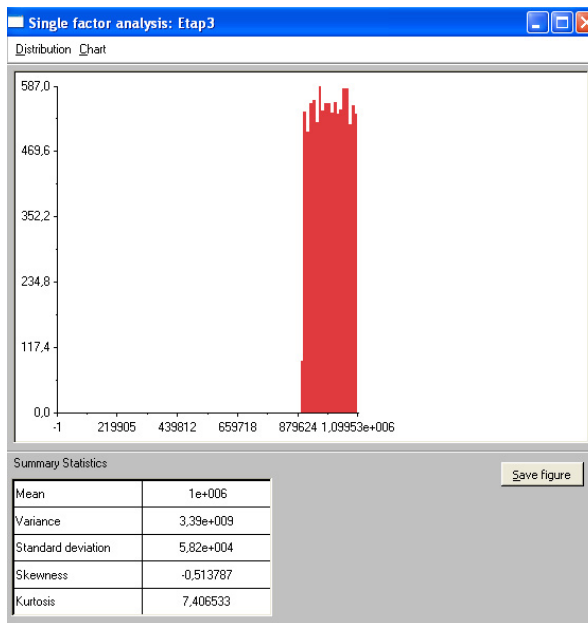 Single factor analysis: Etap3
Distribution Chart
587,0
469,6
352,2
234,8
117,4
0,0
-1 219905 439812 659718 879624 1,09953e+006
Summary Statistics
Save figure
Mean 1e+006
Variance 3,39e+009
Standard deviation 5,82e+004
Skewness -0,513787
Kurtosis 7,406533